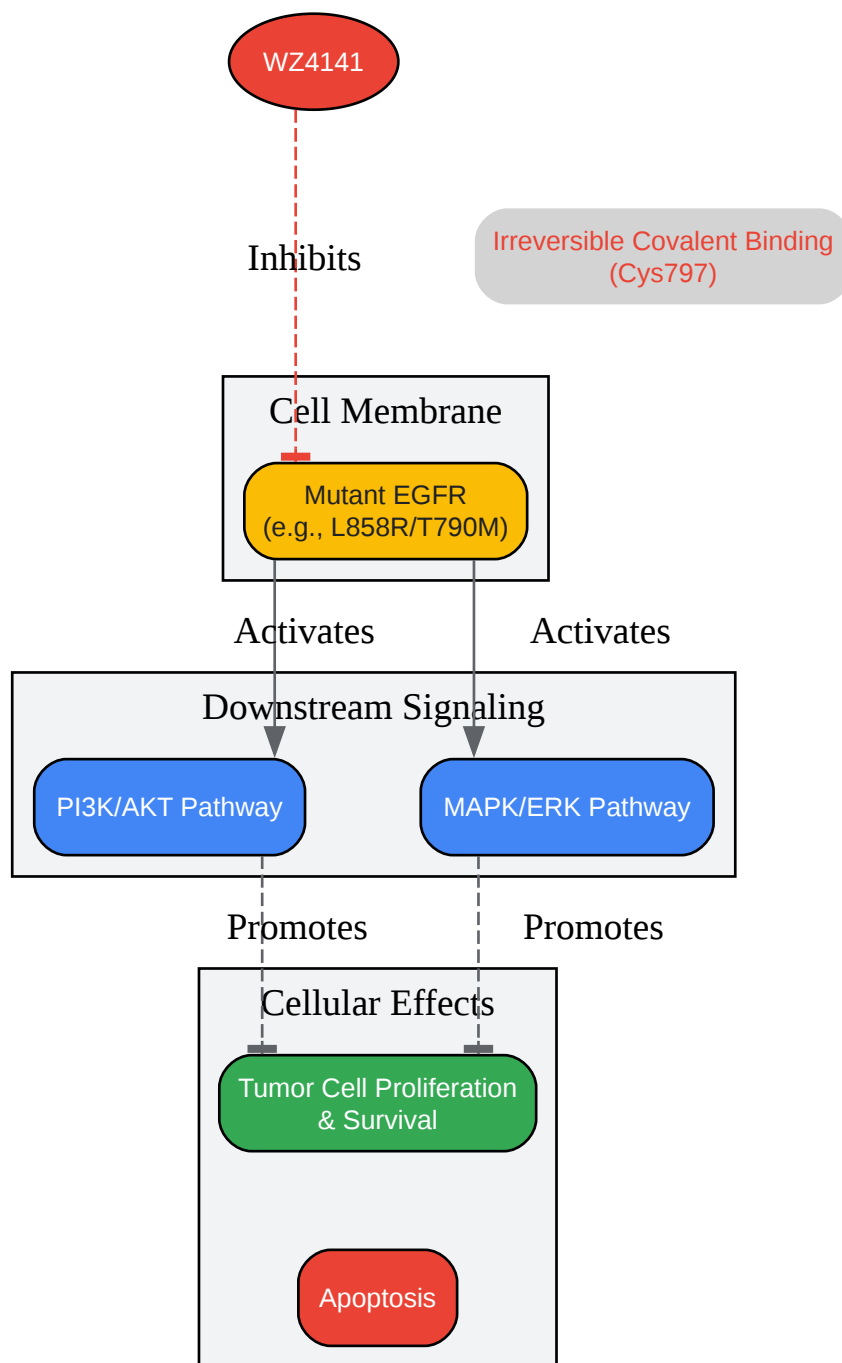 WZ4141
Inhibits
Irreversible Covalent Binding
(Cys797)
Cell Membrane
Mutant EGFR
(e.g., L858R/T790M)
Activates
Activates
Downstream Signaling
PI3K/AKT Pathway
MAPK/ERK Pathway
Promotes
Promotes
Cellular Effects
Tumor Cell Proliferation
& Survival
Apoptosis